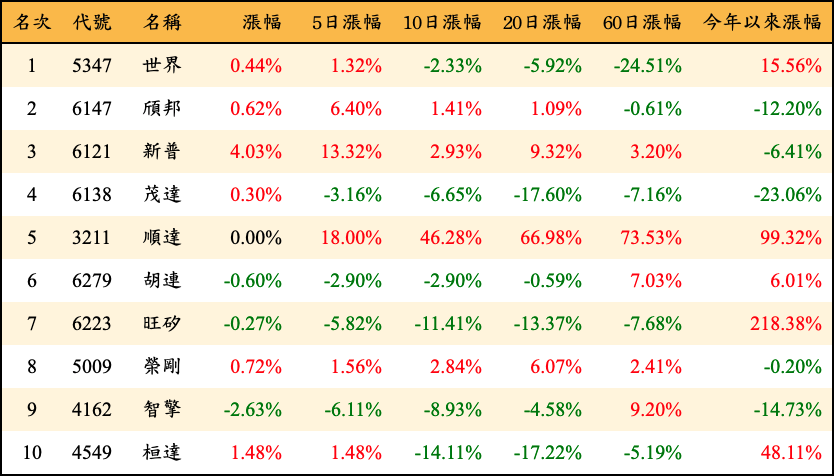 名次 代號 名稱 漲幅 5日漲幅 10日漲幅 20日漲幅 60日漲幅 今年以來漲幅
1 5347 世界 0.44% 1.32% -2.33% -5.92% -24.51% 15.56%
2 6147 頎邦 0.62% 6.40% 1.41% 1.09% -0.61% -12.20%
3 6121 新普 4.03% 13.32% 2.93% 9.32% 3.20% -6.41%
4 6138 茂達 0.30% -3.16% -6.65% -17.60% -7.16% -23.06%
5 3211 順達 0.00% 18.00% 46.28% 66.98% 73.53% 99.32%
6 6279 胡連 -0.60% -2.90% -2.90% -0.59% 7.03% 6.01%
7 6223 旺矽 -0.27% -5.82% -11.41% -13.37% -7.68% 218.38%
8 5009 榮剛 0.72% 1.56% 2.84% 6.07% 2.41% -0.20%
9 4162 智擎 -2.63% -6.11% -8.93% -4.58% 9.20% -14.73%
10 4549 桓達 1.48% 1.48% -14.11% -17.22% -5.19% 48.11%